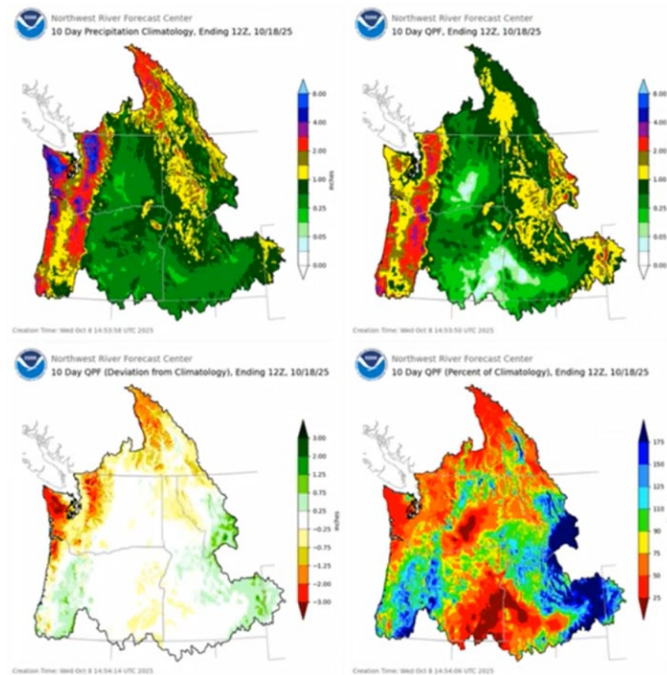 Northwest River Forecast Center
10 Day Precipitation Climatology, Ending 12Z, 10/18/25
8.00
4.00
2.00
1.00
0.25
0.05
0.00
inches
Creation Time: Wed Oct 8 14:53:58 UTC 2025
Northwest River Forecast Center
10 Day QPF, Ending 12Z, 10/18/25
8.00
4.00
2.00
1.00
0.25
0.05
0.00
Creation Time: Wed Oct 8 14:53:50 UTC 2025
Northwest River Forecast Center
10 Day QPF (Deviation from Climatology), Ending 12Z, 10/18/25
3.00
2.00
1.25
0.75
0.25
−0.25
−0.75
−1.25
−2.00
−3.00
inches
Creation Time: Wed Oct 8 14:54:14 UTC 2025
Northwest River Forecast Center
10 Day QPF (Percent of Climatology), Ending 12Z, 10/18/25
175
150
125
110
90
75
50
25
Creation Time: Wed Oct 8 14:54:06 UTC 2025